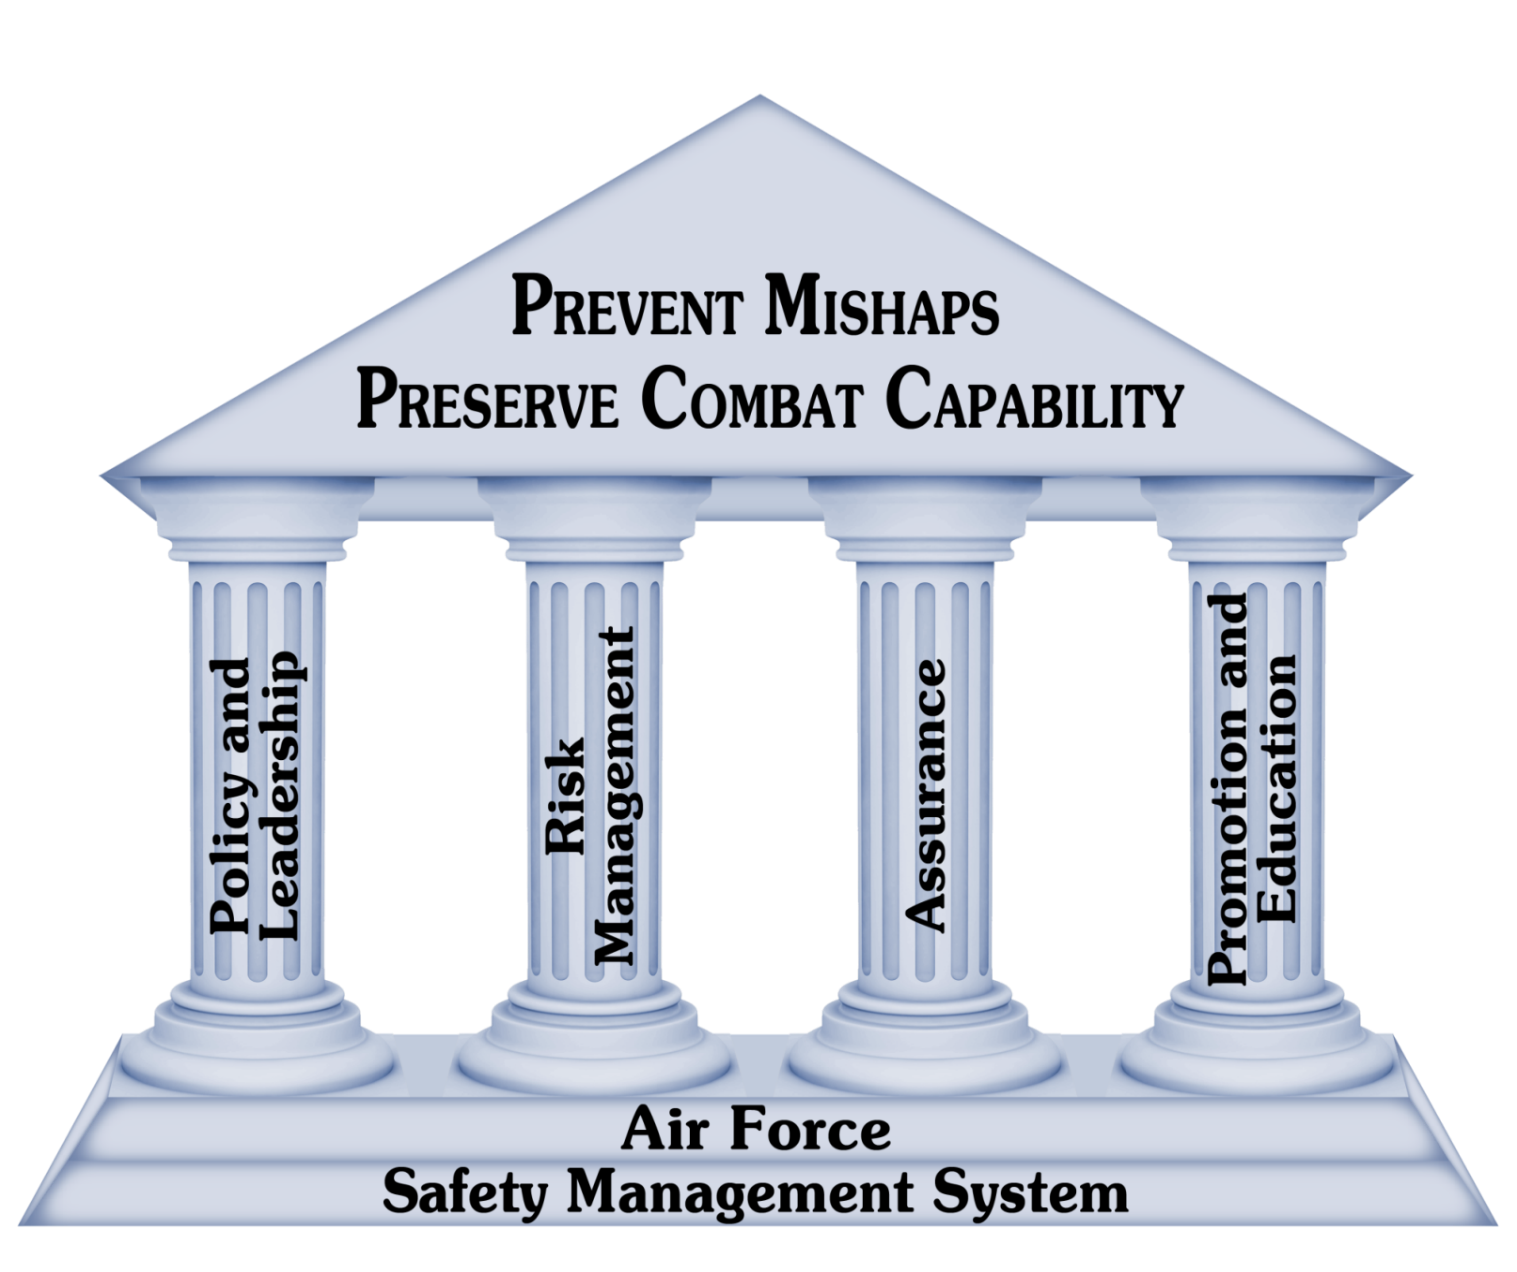 PREVENT MISHAPS
PRESERVE COMBAT CAPABILITY
Policy and
Leadership
Risk
Management
Assurance
Promotion and
Education
Air Force
Safety Management System